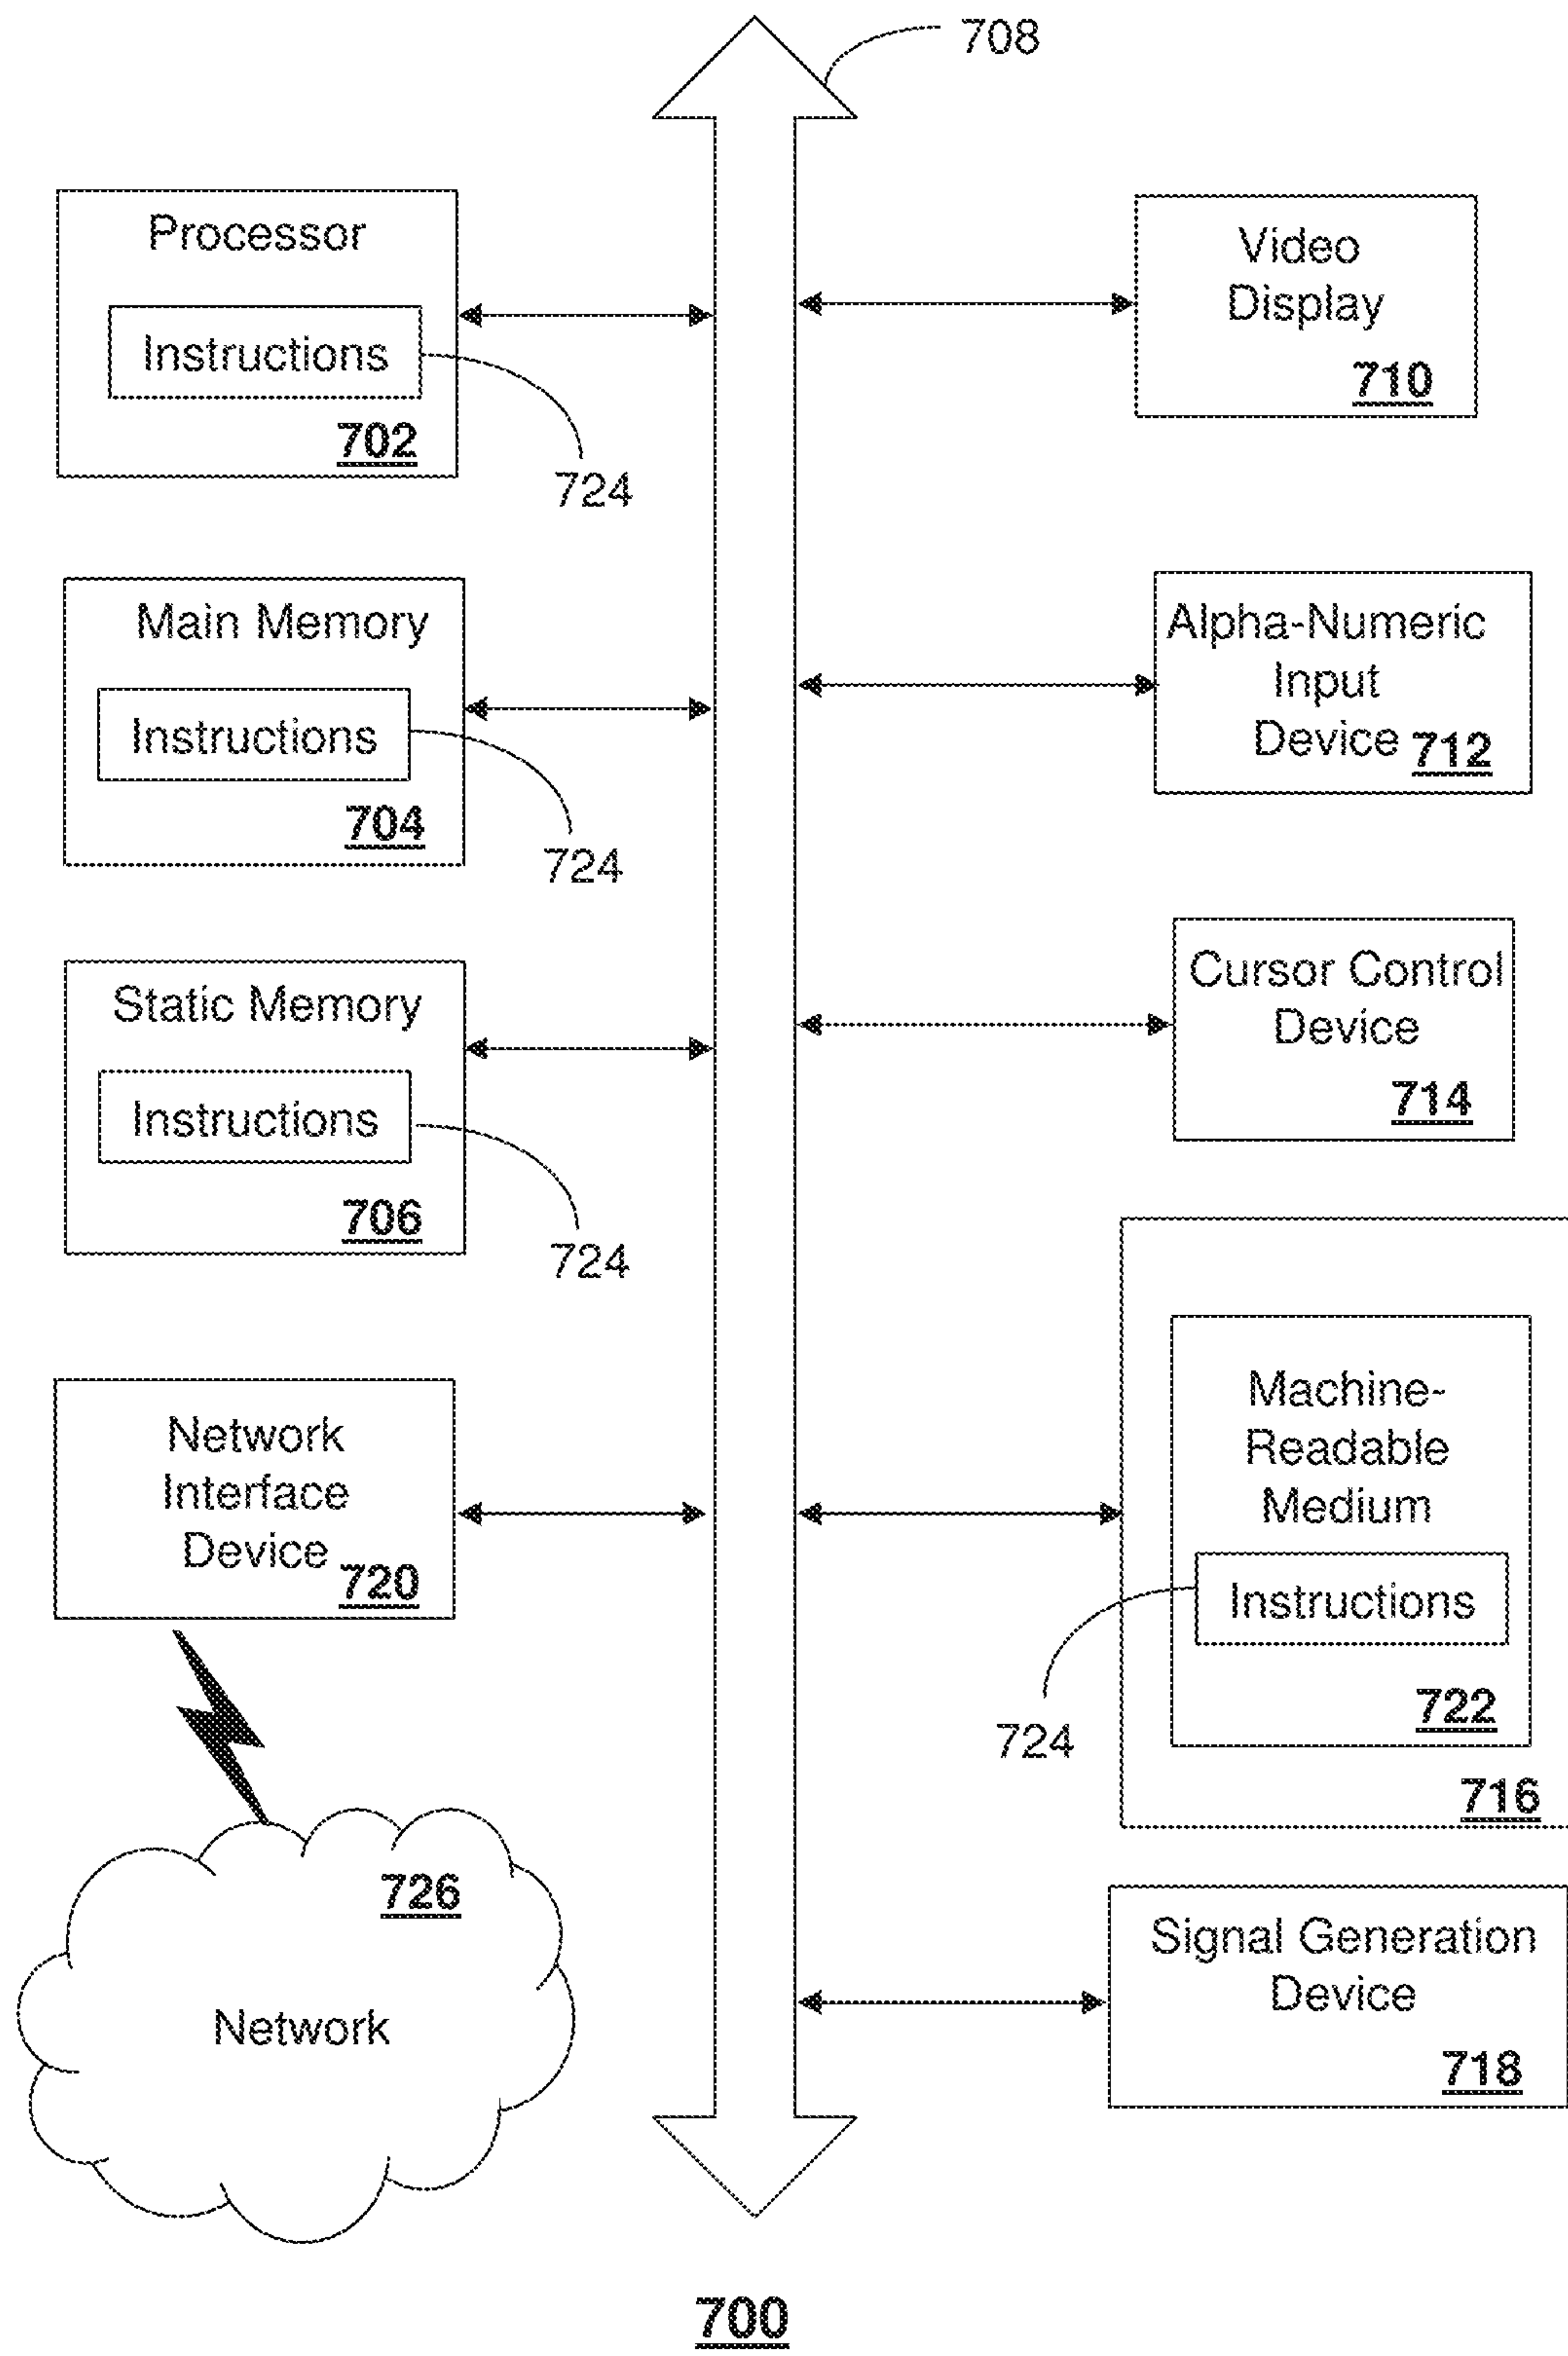 708
Processor
Instructions
702
724
Main Memory
Instructions
704
724
Static Memory
Instructions
706
724
Network
Interface
Device
720
726
Network
Video
Display
710
Alpha-Numeric
Input
Device
712
Cursor Control
Device
714
Machine-
Readable
Medium
Instructions
724
722
716
Signal Generation
Device
718
700